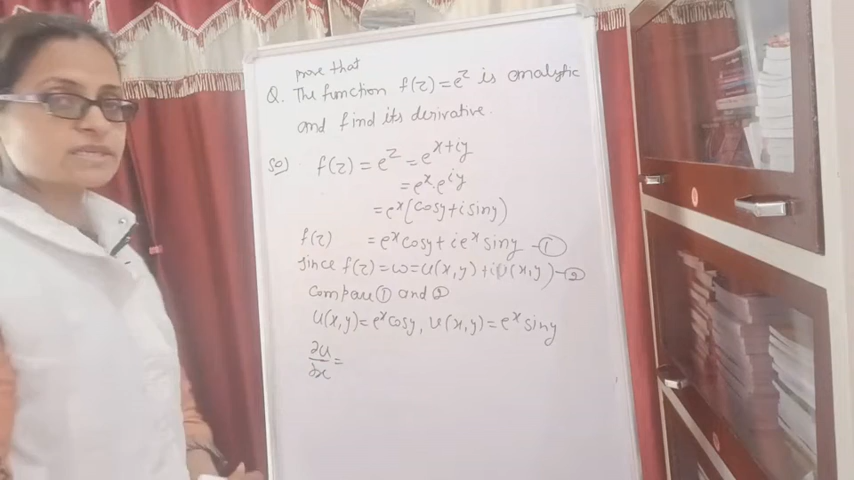 prove that
Q. The function f(z) = e^z is analytic
and find its derivative.
Sol f(z) = e^z = e^{x+iy}
= e^x. e^{iy}
= e^x (cosy + i siny)
f(z) = e^x cosy + i e^x siny - ①
since f(z) = ω = u(x,y) + iv(x,y) - ②
compare ① and ②
u(x,y) = e^x cosy, v(x,y) = e^x siny
∂u/∂x =